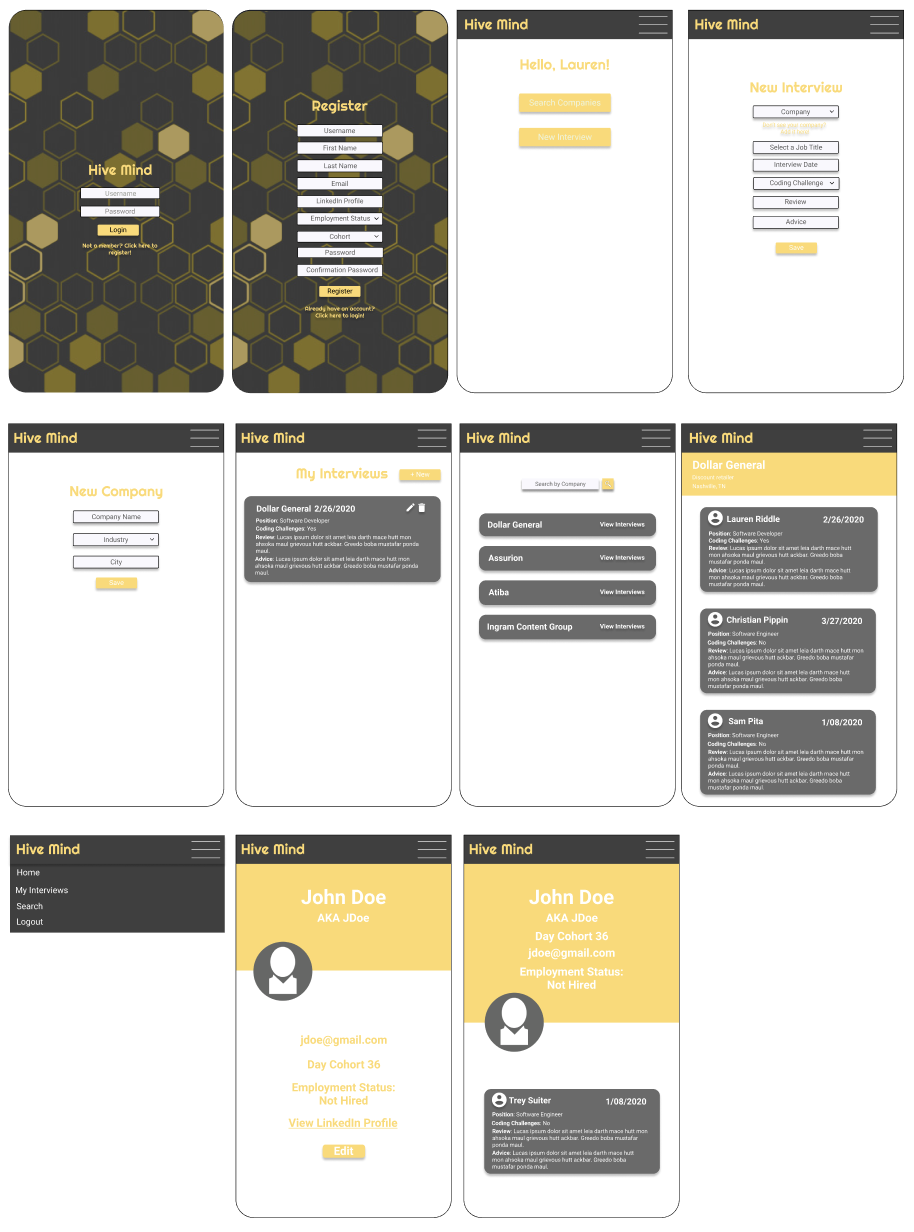 Hive Mind
Username
Password
Login
Not a member? Click here to
register!
Register
Username
First Name
Last Name
Email
LinkedIn Profile
Employment Status
Cohort
Password
Confirmation Password
Register
Already have an account?
Click here to login!
Hive Mind
Hello, Lauren!
Search Companies
New Interview
Hive Mind
New Interview
Company
Don't see your company?
Add it here!
Select a Job Title
Interview Date
Coding Challenge
Review
Advice
Save
Hive Mind
New Company
Company Name
Industry
City
Save
Hive Mind
My Interviews
+ New
Dollar General 2/26/2020
Position: Software Developer
Coding Challenges: Yes
Review: Lucas ipsum dolor sit amet leia darth mace hutt mon
ahsoka maul grievous hutt ackbar. Greedo boba mustafar ponda
maul.
Advice: Lucas ipsum dolor sit amet leia darth mace hutt mon
ahsoka maul grievous hutt ackbar. Greedo boba mustafar ponda
maul.
Hive Mind
Search by Company
Dollar General View Interviews
Assurion View Interviews
Atiba View Interviews
Ingram Content Group View Interviews
Hive Mind
Dollar General
Nashville, TN
Lauren Riddle 2/26/2020
Position: Software Developer
Coding Challenges: Yes
Review: Lucas ipsum dolor sit amet leia darth mace hutt
mon ahsoka maul grievous hutt ackbar. Greedo boba
mustafar ponda maul.
Advice: Lucas ipsum dolor sit amet leia darth mace hutt
mon ahsoka maul grievous hutt ackbar. Greedo boba
mustafar ponda maul.
Christian Pippin 3/27/2020
Position: Software Engineer
Coding Challenges: No
Review: Lucas ipsum dolor sit amet leia darth mace hutt mon
ahsoka maul grievous hutt ackbar. Greedo boba mustafar
ponda maul.
Advice: Lucas ipsum dolor sit amet leia darth mace hutt
mon ahsoka maul grievous hutt ackbar. Greedo boba
mustafar ponda maul.
Sam Pita 1/08/2020
Position: Software Engineer
Coding Challenges: No
Review: Lucas ipsum dolor sit amet leia darth mace hutt
mon ahsoka maul grievous hutt ackbar. Greedo boba mustafar
ponda maul.
Advice: Lucas ipsum dolor sit amet leia darth mace hutt
mon ahsoka maul grievous hutt ackbar. Greedo boba
mustafar ponda maul.
Hive Mind
Home
My Interviews
Search
Logout
Hive Mind
John Doe
AKA JDoe
jdoe@gmail.com
Day Cohort 36
Employment Status:
Not Hired
View LinkedIn Profile
Edit
Hive Mind
John Doe
AKA JDoe
Day Cohort 36
jdoe@gmail.com
Employment Status:
Not Hired
Trey Suiter 1/08/2020
Position: Software Engineer
Coding Challenges: No
Review: Lucas ipsum dolor sit amet leia darth mace hutt mon
ahsoka maul grievous hutt ackbar. Greedo boba mustafar
ponda maul.
Advice: Lucas ipsum dolor sit amet leia darth mace hutt
mon ahsoka maul grievous hutt ackbar. Greedo boba
mustafar ponda maul.